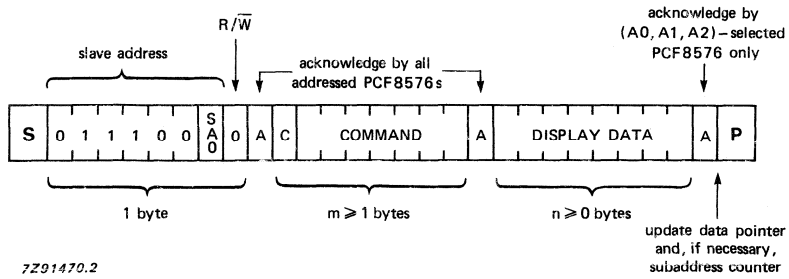 R/W
acknowledge by
(A0, A1, A2)–selected
PCF8576 only
slave address
acknowledge by all
addressed PCF8576s
S 0 1 1 1 0 0 SA0 0 A C COMMAND A DISPLAY DATA A P
1 byte
m ⩾ 1 bytes
n ⩾ 0 bytes
update data pointer
and, if necessary,
subaddress counter
7Z91470.2